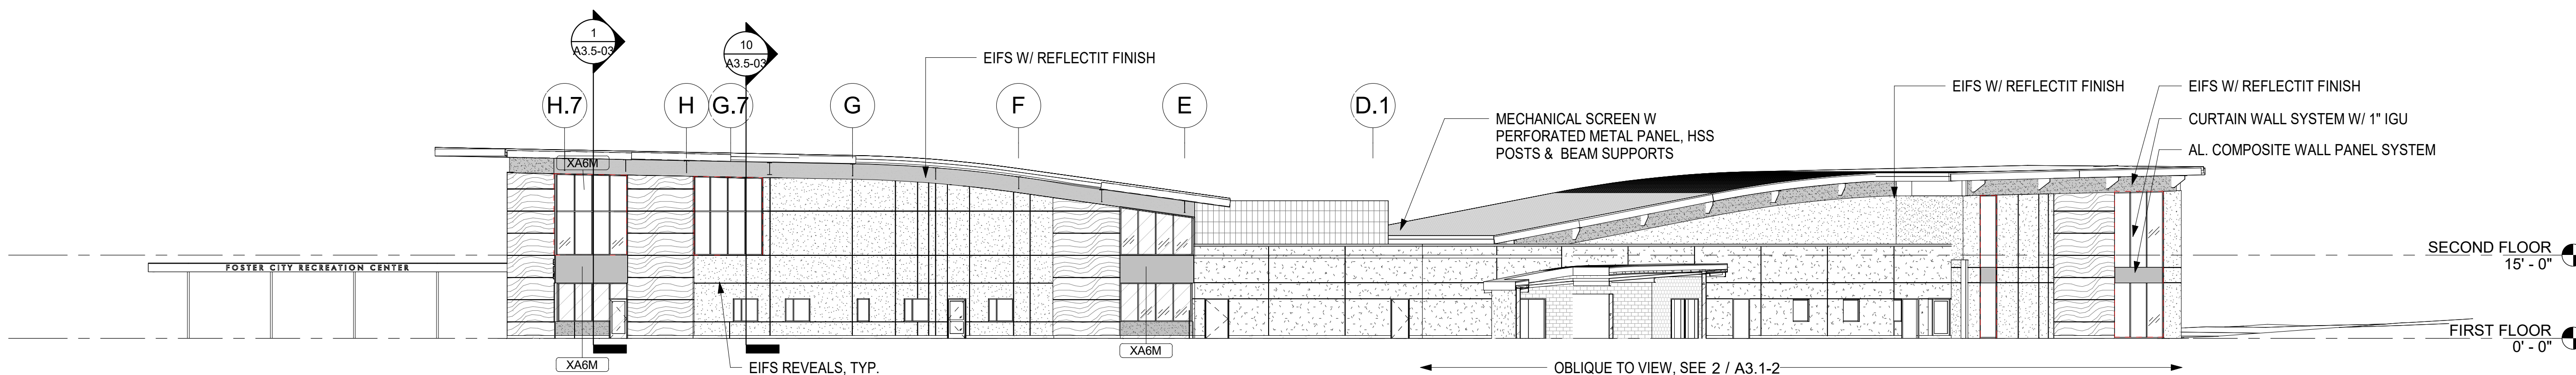 1
A3.5-03
10
A3.5-03
EIFS W/ REFLECTIT FINISH
H.7
H
G.7
G
F
E
D.1
EIFS W/ REFLECTIT FINISH
EIFS W/ REFLECTIT FINISH
MECHANICAL SCREEN W
PERFORATED METAL PANEL, HSS
POSTS & BEAM SUPPORTS
CURTAIN WALL SYSTEM W/ 1" IGU
AL. COMPOSITE WALL PANEL SYSTEM
XA6M
SECOND FLOOR
15' - 0"
FOSTER CITY RECREATION CENTER
FIRST FLOOR
0' - 0"
XA6M
XA6M
EIFS REVEALS, TYP.
OBLIQUE TO VIEW, SEE 2 / A3.1-2